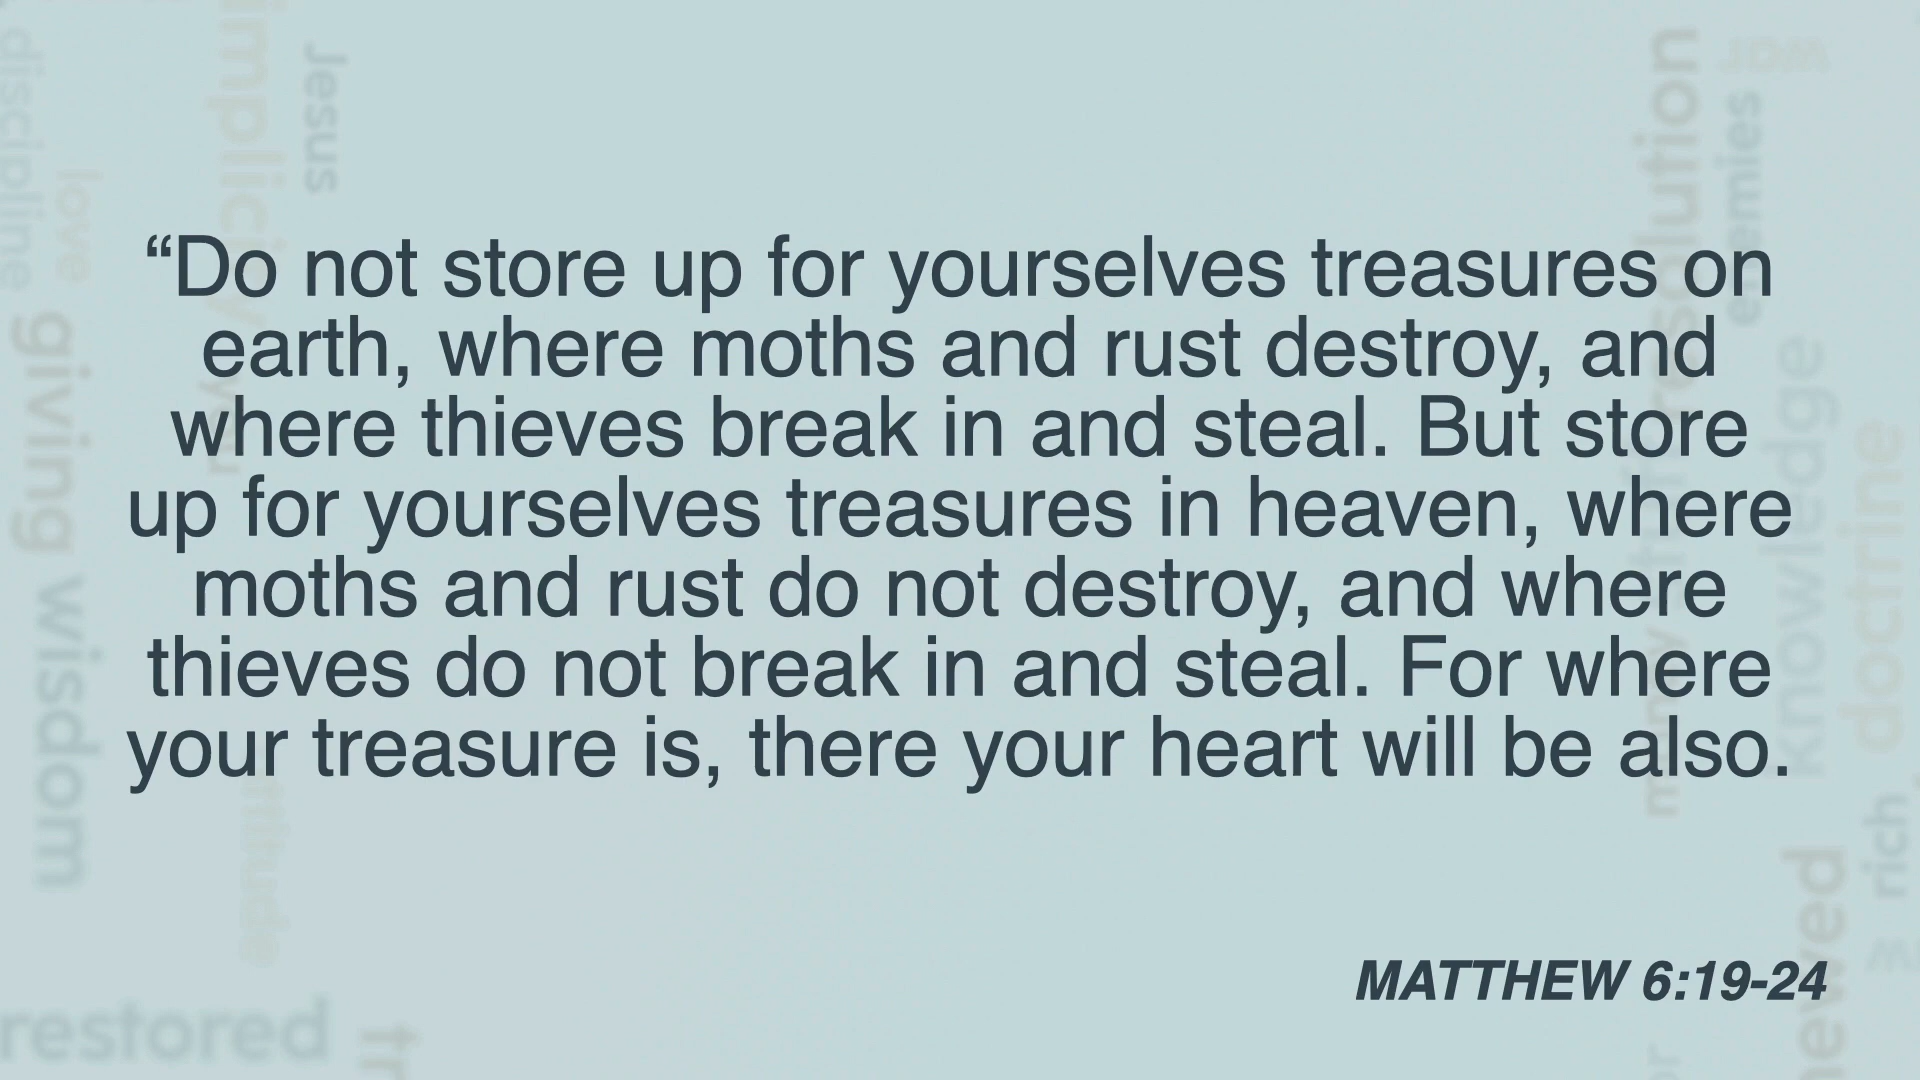 “Do not store up for yourselves treasures on
earth, where moths and rust destroy, and
where thieves break in and steal. But store
up for yourselves treasures in heaven, where
moths and rust do not destroy, and where
thieves do not break in and steal. For where
your treasure is, there your heart will be also.
MATTHEW 6:19-24
discipline
love
giving
wisdom
Jesus
restored
enemies
war
knowledge
doctrine
many
rich